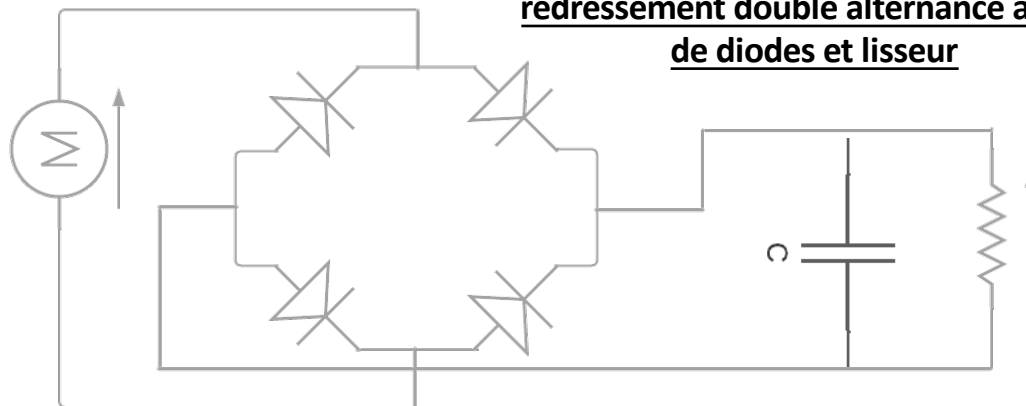 redressement double alternance a
de diodes et lisseur
M
C